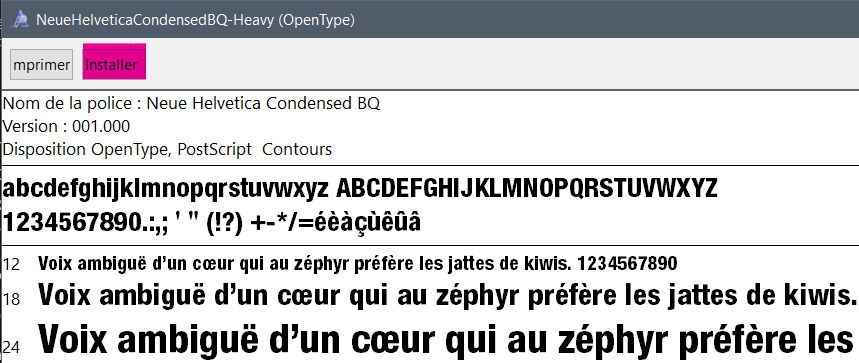 NeueHelveticaCondensedBQ-Heavy (OpenType)
mprimer Installer
Nom de la police : Neue Helvetica Condensed BQ
Version : 001.000
Disposition OpenType, PostScript Contours
abcdefghijklmnopqrstuvwxyz ABCDEFGHIJKLMNOPQRSTUVWXYZ
1234567890.:,; ' " (!?) +-*/=éèàçùêûâ
12 Voix ambiguë d’un cœur qui au zéphyr préfère les jattes de kiwis. 1234567890
18 Voix ambiguë d’un cœur qui au zéphyr préfère les jattes de kiwis.
24 Voix ambiguë d’un cœur qui au zéphyr préfère les